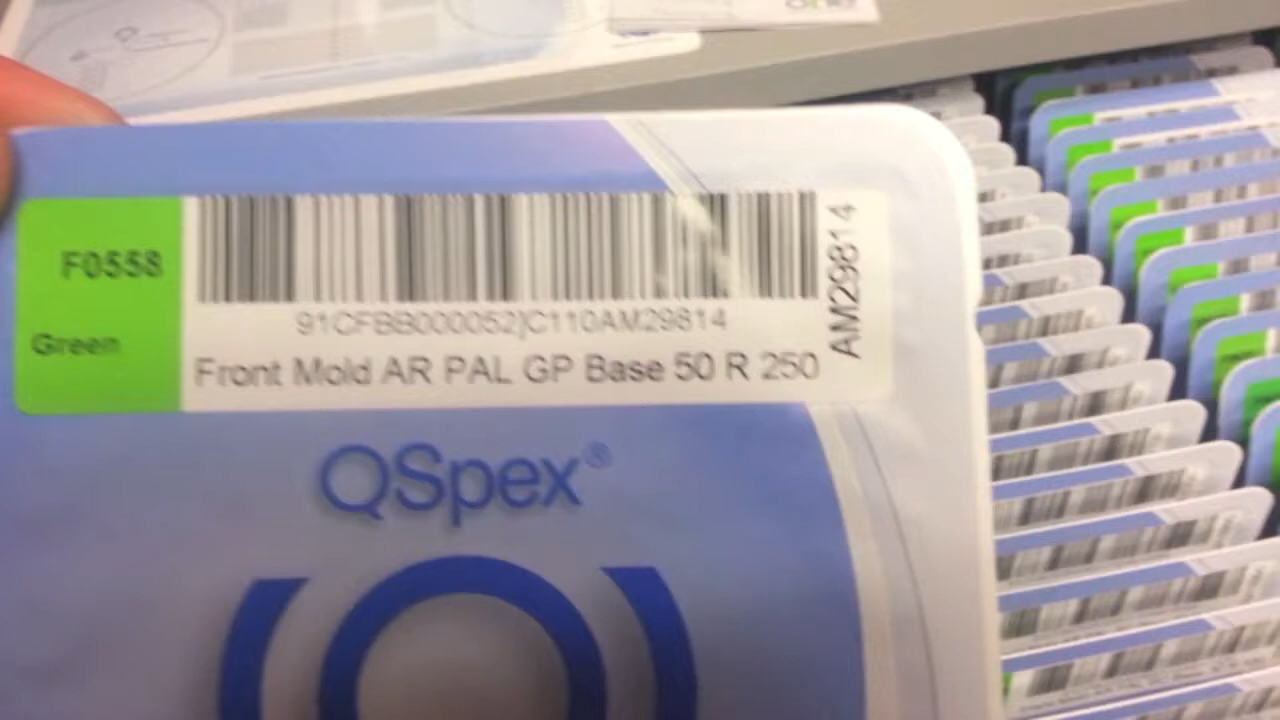 F0558
Green
91CFBB000052]C110AM29814
AM29814
Front Mold AR PAL GP Base 50 R 250
QSpex®